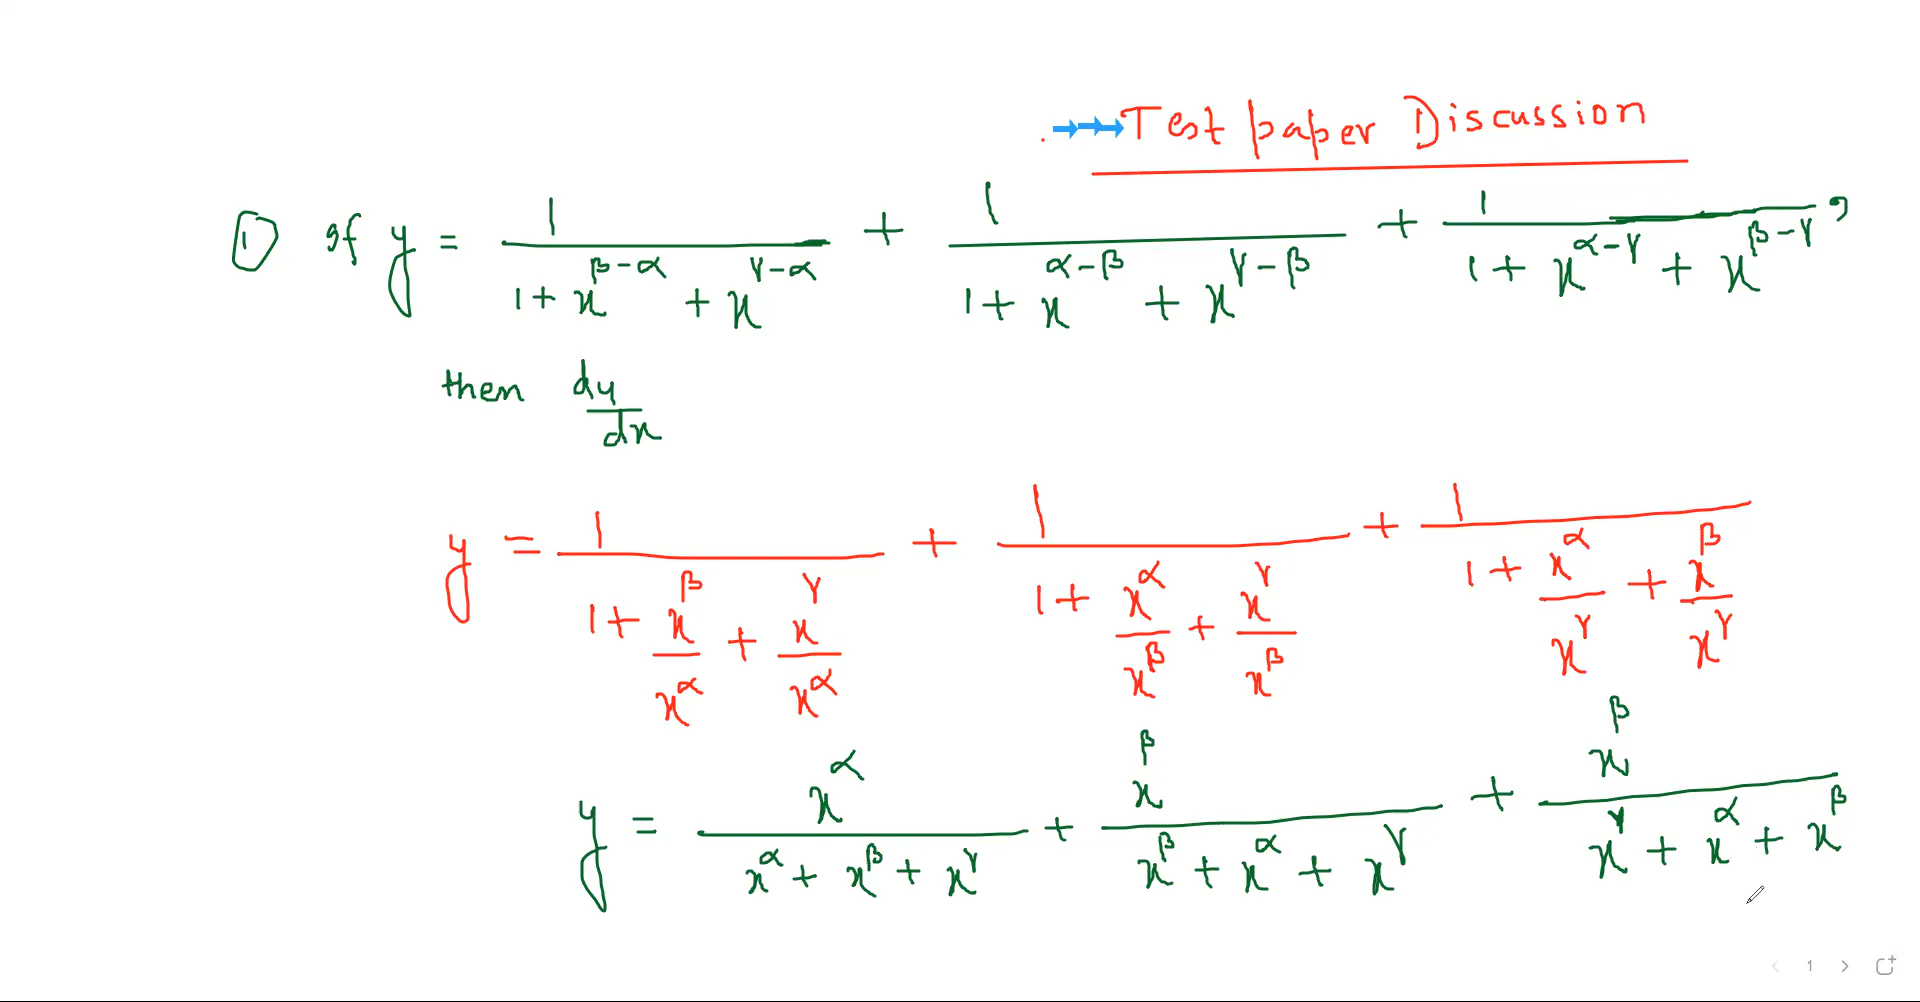 Test paper Discussion
① If y = 1/(1 + x^(β-α) + x^(γ-α)) + 1/(1 + x^(α-β) + x^(γ-β)) + 1/(1 + x^(α-γ) + x^(β-γ)),
then dy/dx
y = 1/(1 + x^β/x^α + x^γ/x^α) + 1/(1 + x^α/x^β + x^γ/x^β) + 1/(1 + x^α/x^γ + x^β/x^γ)
y = x^α/(x^α + x^β + x^γ) + x^β/(x^β + x^α + x^γ) + x^β/(x^γ + x^α + x^β)
1